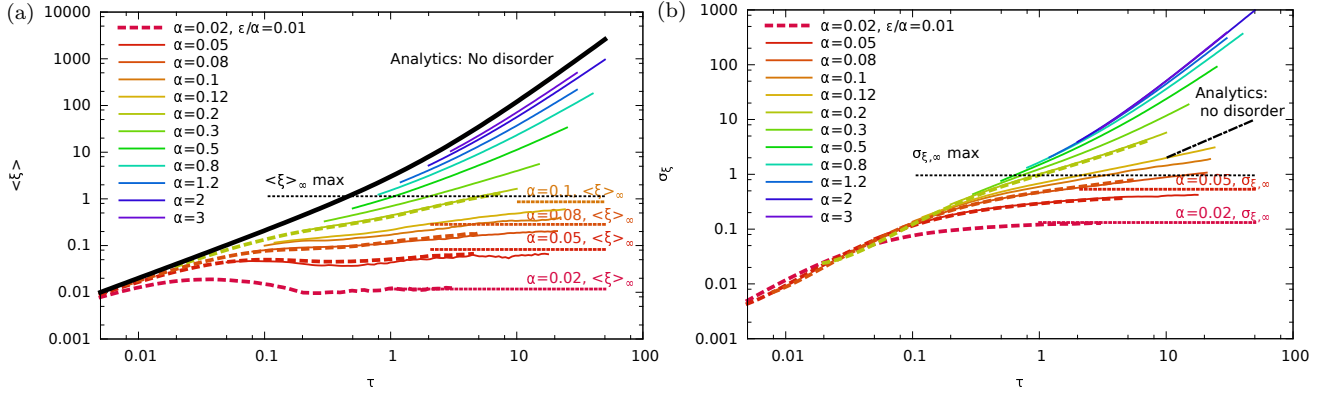 (a)
<ξ>
10000
1000
100
10
1
0.1
0.01
0.001
0.01
0.1
1
10
100
τ
α=0.02, ε/α=0.01
α=0.05
α=0.08
α=0.1
α=0.12
α=0.2
α=0.3
α=0.5
α=0.8
α=1.2
α=2
α=3
Analytics: No disorder
<ξ>∞ max
α=0.1, <ξ>∞
α=0.08, <ξ>∞
α=0.05, <ξ>∞
α=0.02, <ξ>∞
(b)
σξ
1000
100
10
1
0.1
0.01
0.001
0.01
0.1
1
10
100
τ
α=0.02, ε/α=0.01
α=0.05
α=0.08
α=0.1
α=0.12
α=0.2
α=0.3
α=0.5
α=0.8
α=1.2
α=2
α=3
Analytics:
no disorder
σξ,∞ max
α=0.05, σξ,∞
α=0.02, σξ,∞